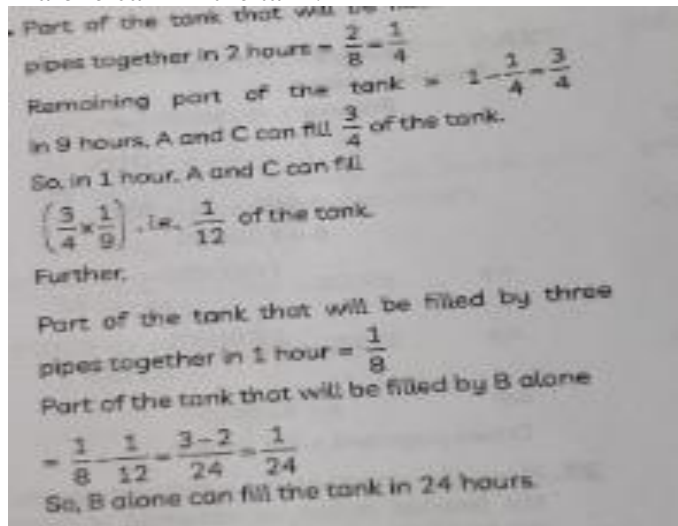 Part of the tank that will be
pipes together in 2 hours = 2/8 = 1/4
Remaining part of the tank = 1 - 1/4 = 3/4
In 9 hours, A and C can fill 3/4 of the tank.
So, in 1 hour, A and C can fill
(3/4 × 1/9), i.e., 1/12 of the tank.
Further,
Part of the tank that will be filled by three
pipes together in 1 hour = 1/8
Part of the tank that will be filled by B alone
= 1/8 - 1/12 = 3-2/24 = 1/24
So, B alone can fill the tank in 24 hours.